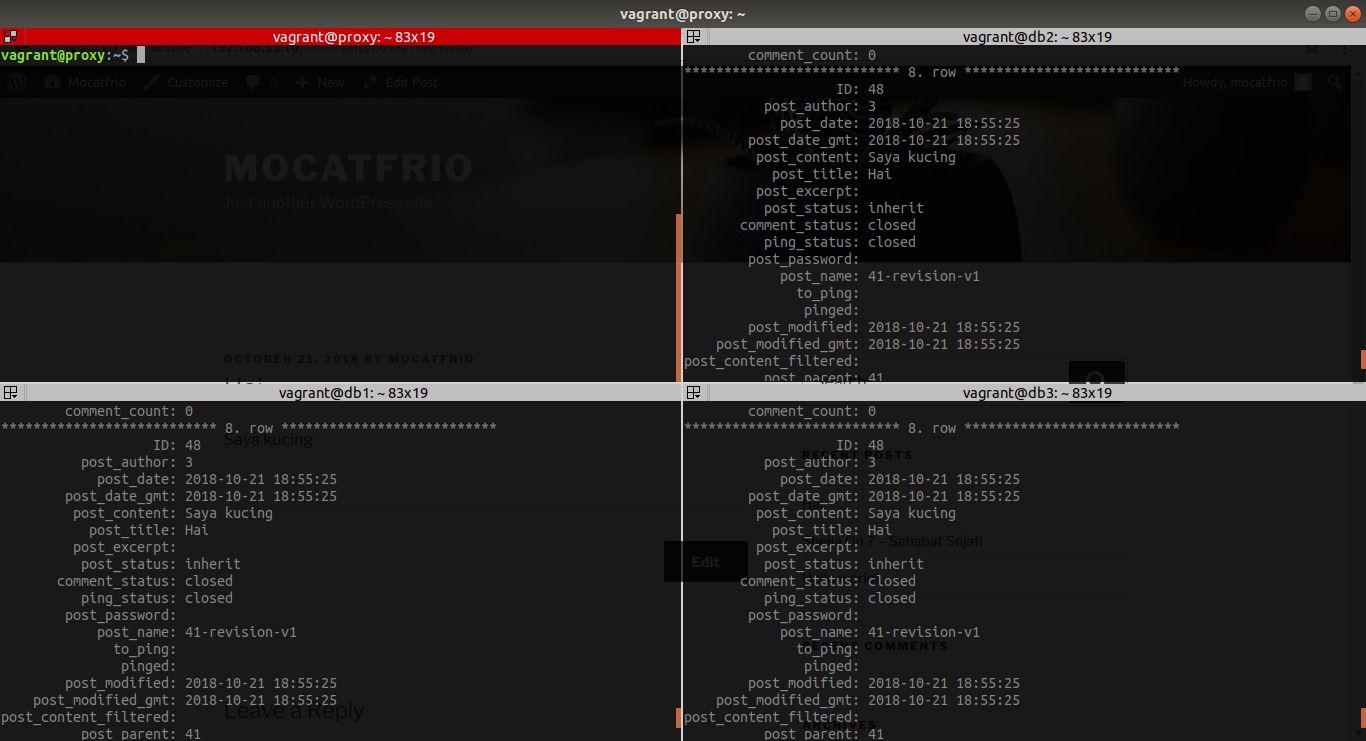 vagrant@proxy: ~
vagrant@proxy: ~ 83x19
vagrant@proxy:~$
Mocatfrio
Customize
0
New
Edit Post
MOCATFRIO
Just another WordPress site
OCTOBER 21, 2018 BY MOCATFRIO
vagrant@db2: ~ 83x19
comment_count: 0
*************************** 8. row ***************************
Howdy, mocatfrio
ID: 48
post_author: 3
post_date: 2018-10-21 18:55:25
post_date_gmt: 2018-10-21 18:55:25
post_content: Saya kucing
post_title: Hai
post_excerpt:
post_status: inherit
comment_status: closed
ping_status: closed
post_password:
post_name: 41-revision-v1
to_ping:
pinged:
post_modified: 2018-10-21 18:55:25
post_modified_gmt: 2018-10-21 18:55:25
post_content_filtered:
post_parent: 41
vagrant@db1: ~ 83x19
comment_count: 0
*************************** 8. row ***************************
Saya kucing
ID: 48
post_author: 3
post_date: 2018-10-21 18:55:25
post_date_gmt: 2018-10-21 18:55:25
post_content: Saya kucing
post_title: Hai
post_excerpt:
post_status: inherit
comment_status: closed
ping_status: closed
post_password:
post_name: 41-revision-v1
to_ping:
pinged:
post_modified: 2018-10-21 18:55:25
post_modified_gmt: 2018-10-21 18:55:25
Leave a Reply
post_content_filtered:
post_parent: 41
Edit
vagrant@db3: ~ 83x19
comment_count: 0
*************************** 8. row ***************************
ID: 48
RECENT POSTS
post_author: 3
post_date: 2018-10-21 18:55:25
post_date_gmt: 2018-10-21 18:55:25
post_content: Saya kucing
post_title: Hai
7 – Sahabat Sejati
post_excerpt:
post_status: inherit
comment_status: closed
ping_status: closed
post_password:
post_name: 41-revision-v1
RECENT COMMENTS
to_ping:
pinged:
post_modified: 2018-10-21 18:55:25
post_modified_gmt: 2018-10-21 18:55:25
post_content_filtered:
ARCHIVES
post_parent: 41